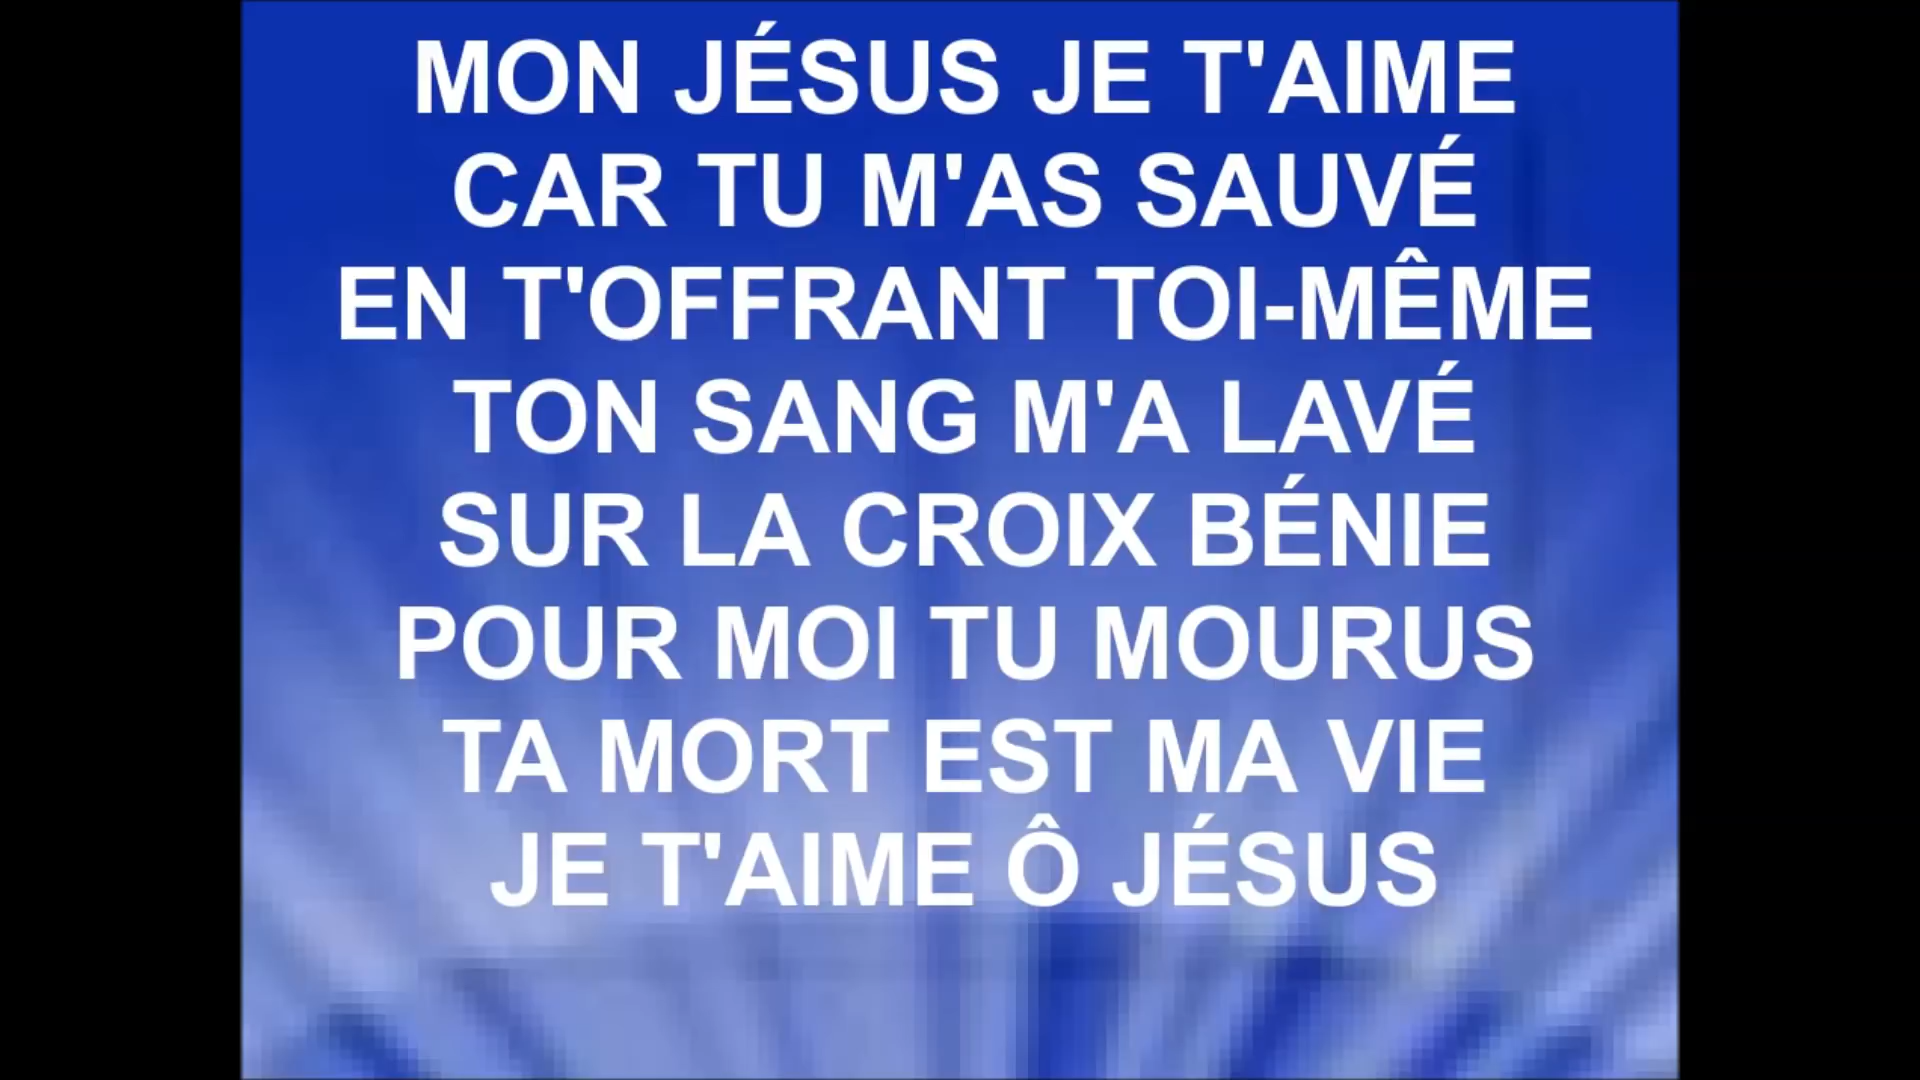 MON JÉSUS JE T'AIME
CAR TU M'AS SAUVÉ
EN T'OFFRANT TOI-MÊME
TON SANG M'A LAVÉ
SUR LA CROIX BÉNIE
POUR MOI TU MOURUS
TA MORT EST MA VIE
JE T'AIME Ô JÉSUS